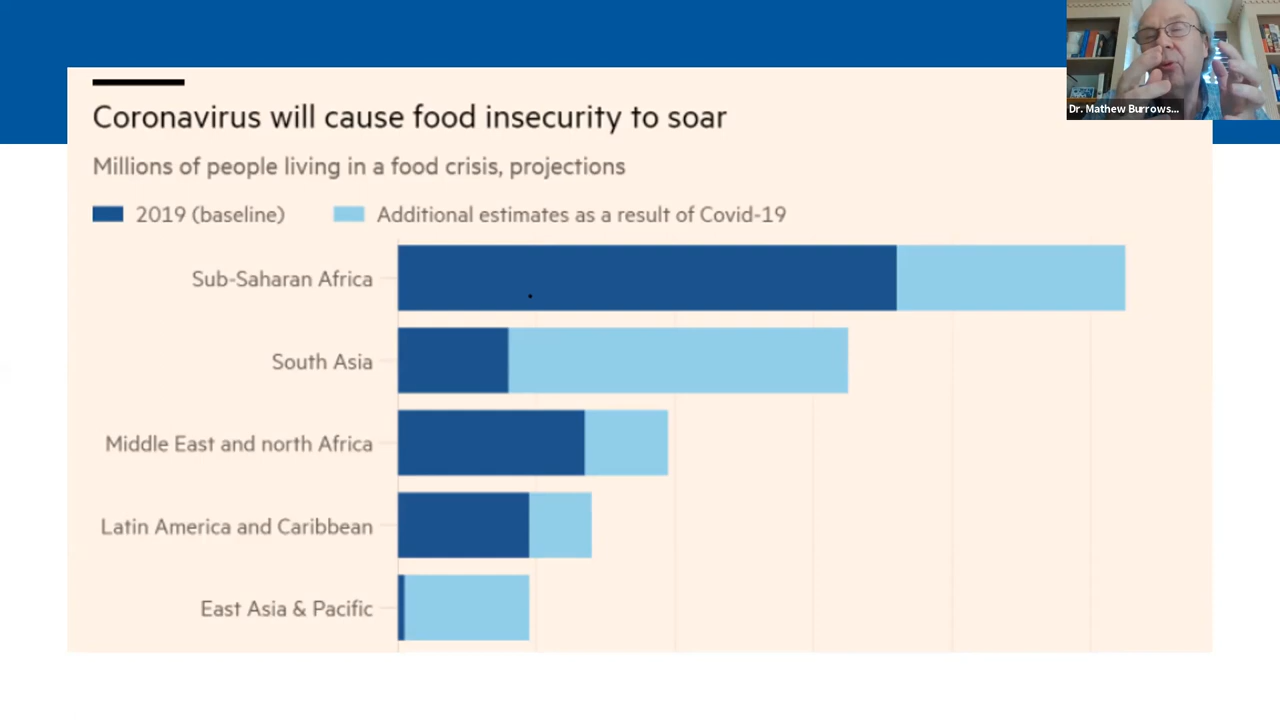 Dr. Mathew Burrows...
Coronavirus will cause food insecurity to soar
Millions of people living in a food crisis, projections
2019 (baseline)
Additional estimates as a result of Covid-19
Sub-Saharan Africa
South Asia
Middle East and north Africa
Latin America and Caribbean
East Asia & Pacific